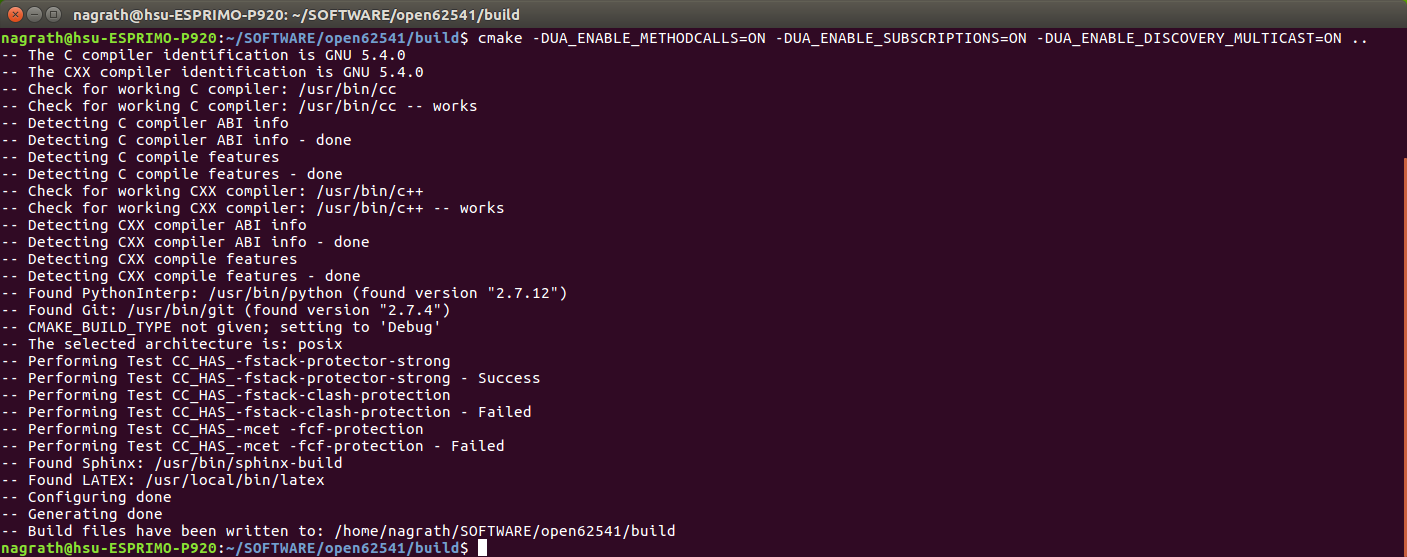 nagrath@hsu-ESPRIMO-P920: ~/SOFTWARE/open62541/build
nagrath@hsu-ESPRIMO-P920:~/SOFTWARE/open62541/build$ cmake -DUA_ENABLE_METHODCALLS=ON -DUA_ENABLE_SUBSCRIPTIONS=ON -DUA_ENABLE_DISCOVERY_MULTICAST=ON ..
-- The C compiler identification is GNU 5.4.0
-- The CXX compiler identification is GNU 5.4.0
-- Check for working C compiler: /usr/bin/cc
-- Check for working C compiler: /usr/bin/cc -- works
-- Detecting C compiler ABI info
-- Detecting C compiler ABI info - done
-- Detecting C compile features
-- Detecting C compile features - done
-- Check for working CXX compiler: /usr/bin/c++
-- Check for working CXX compiler: /usr/bin/c++ -- works
-- Detecting CXX compiler ABI info
-- Detecting CXX compiler ABI info - done
-- Detecting CXX compile features
-- Detecting CXX compile features - done
-- Found PythonInterp: /usr/bin/python (found version "2.7.12")
-- Found Git: /usr/bin/git (found version "2.7.4")
-- CMAKE_BUILD_TYPE not given; setting to 'Debug'
-- The selected architecture is: posix
-- Performing Test CC_HAS_-fstack-protector-strong
-- Performing Test CC_HAS_-fstack-protector-strong - Success
-- Performing Test CC_HAS_-fstack-clash-protection
-- Performing Test CC_HAS_-fstack-clash-protection - Failed
-- Performing Test CC_HAS_-mcet -fcf-protection
-- Performing Test CC_HAS_-mcet -fcf-protection - Failed
-- Found Sphinx: /usr/bin/sphinx-build
-- Found LATEX: /usr/local/bin/latex
-- Configuring done
-- Generating done
-- Build files have been written to: /home/nagrath/SOFTWARE/open62541/build
nagrath@hsu-ESPRIMO-P920:~/SOFTWARE/open62541/build$